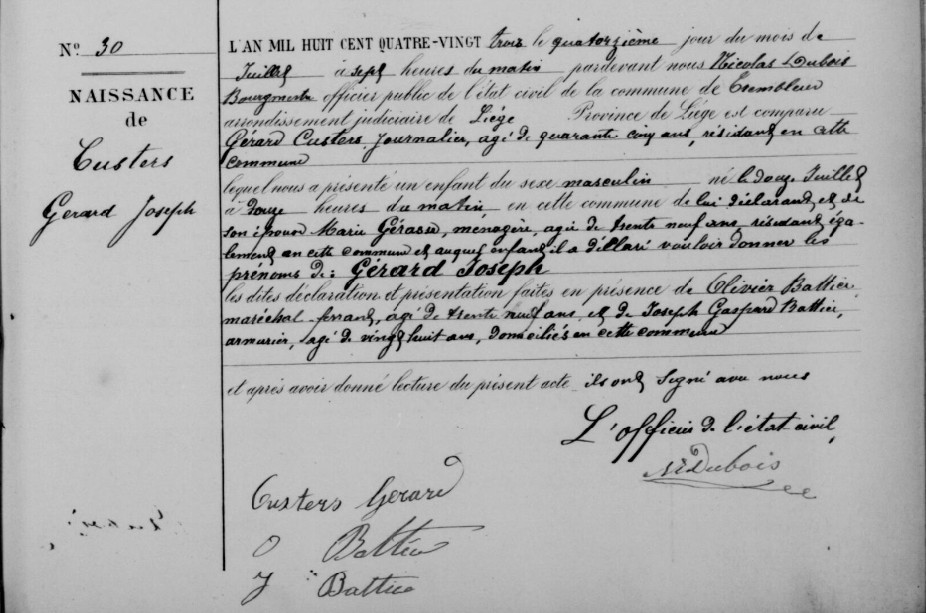 N° 30
NAISSANCE
de
Custers
Gerard Joseph
L'AN MIL HUIT CENT QUATRE-VINGT trois le quatorzième jour du mois de
Juillet à sept heures du matin pardevant nous Nicolas Dubois
Bourgmestre officier public de l'état civil de la commune de Trembleur
arrondissement judiciaire de Liége Province de Liége est comparu
Gérard Custers, Journalier, agé de quarante cinq ans, résidant en cette
commune
lequel nous a présenté un enfant du sexe masculin né le douze Juillet
à douze heures du matin, en cette commune de lui déclarant et de
son épouse Marie Gérasu, ménagère, agée de trente neuf ans, résidant éga-
lement en cette commune et auquel enfant il a déclaré vouloir donner les
prénoms de : Gérard Joseph
les dites déclaration et présentation faites en présence de Olivier Battice
maréchal ferrant, agé de trente neuf ans, et de Joseph Gaspard Battice,
armurier, agé de vingt huit ans, domiciliés en cette commune
et après avoir donné lecture du présent acte ils ont signé avec nous
L'officier de l'état civil,
N Dubois
Custers Gerard
O Battice
J Battice